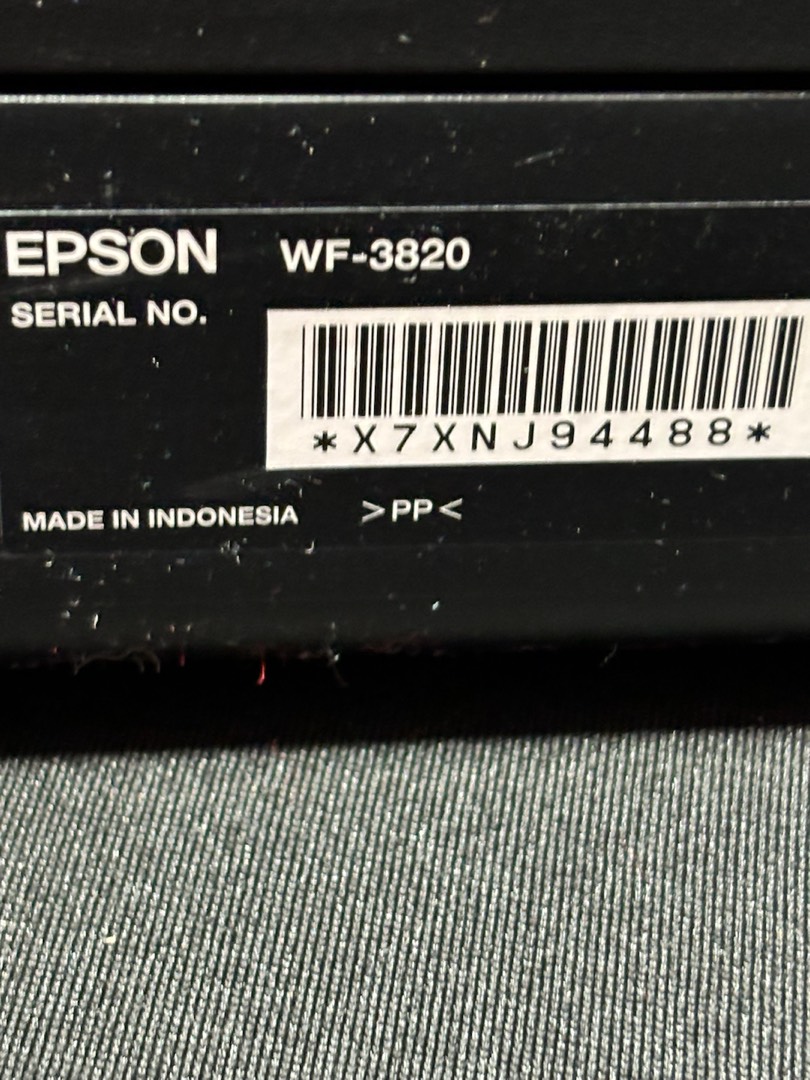 EPSON WF-3820
SERIAL NO.
*X7XNJ94488*
MADE IN INDONESIA >PP<